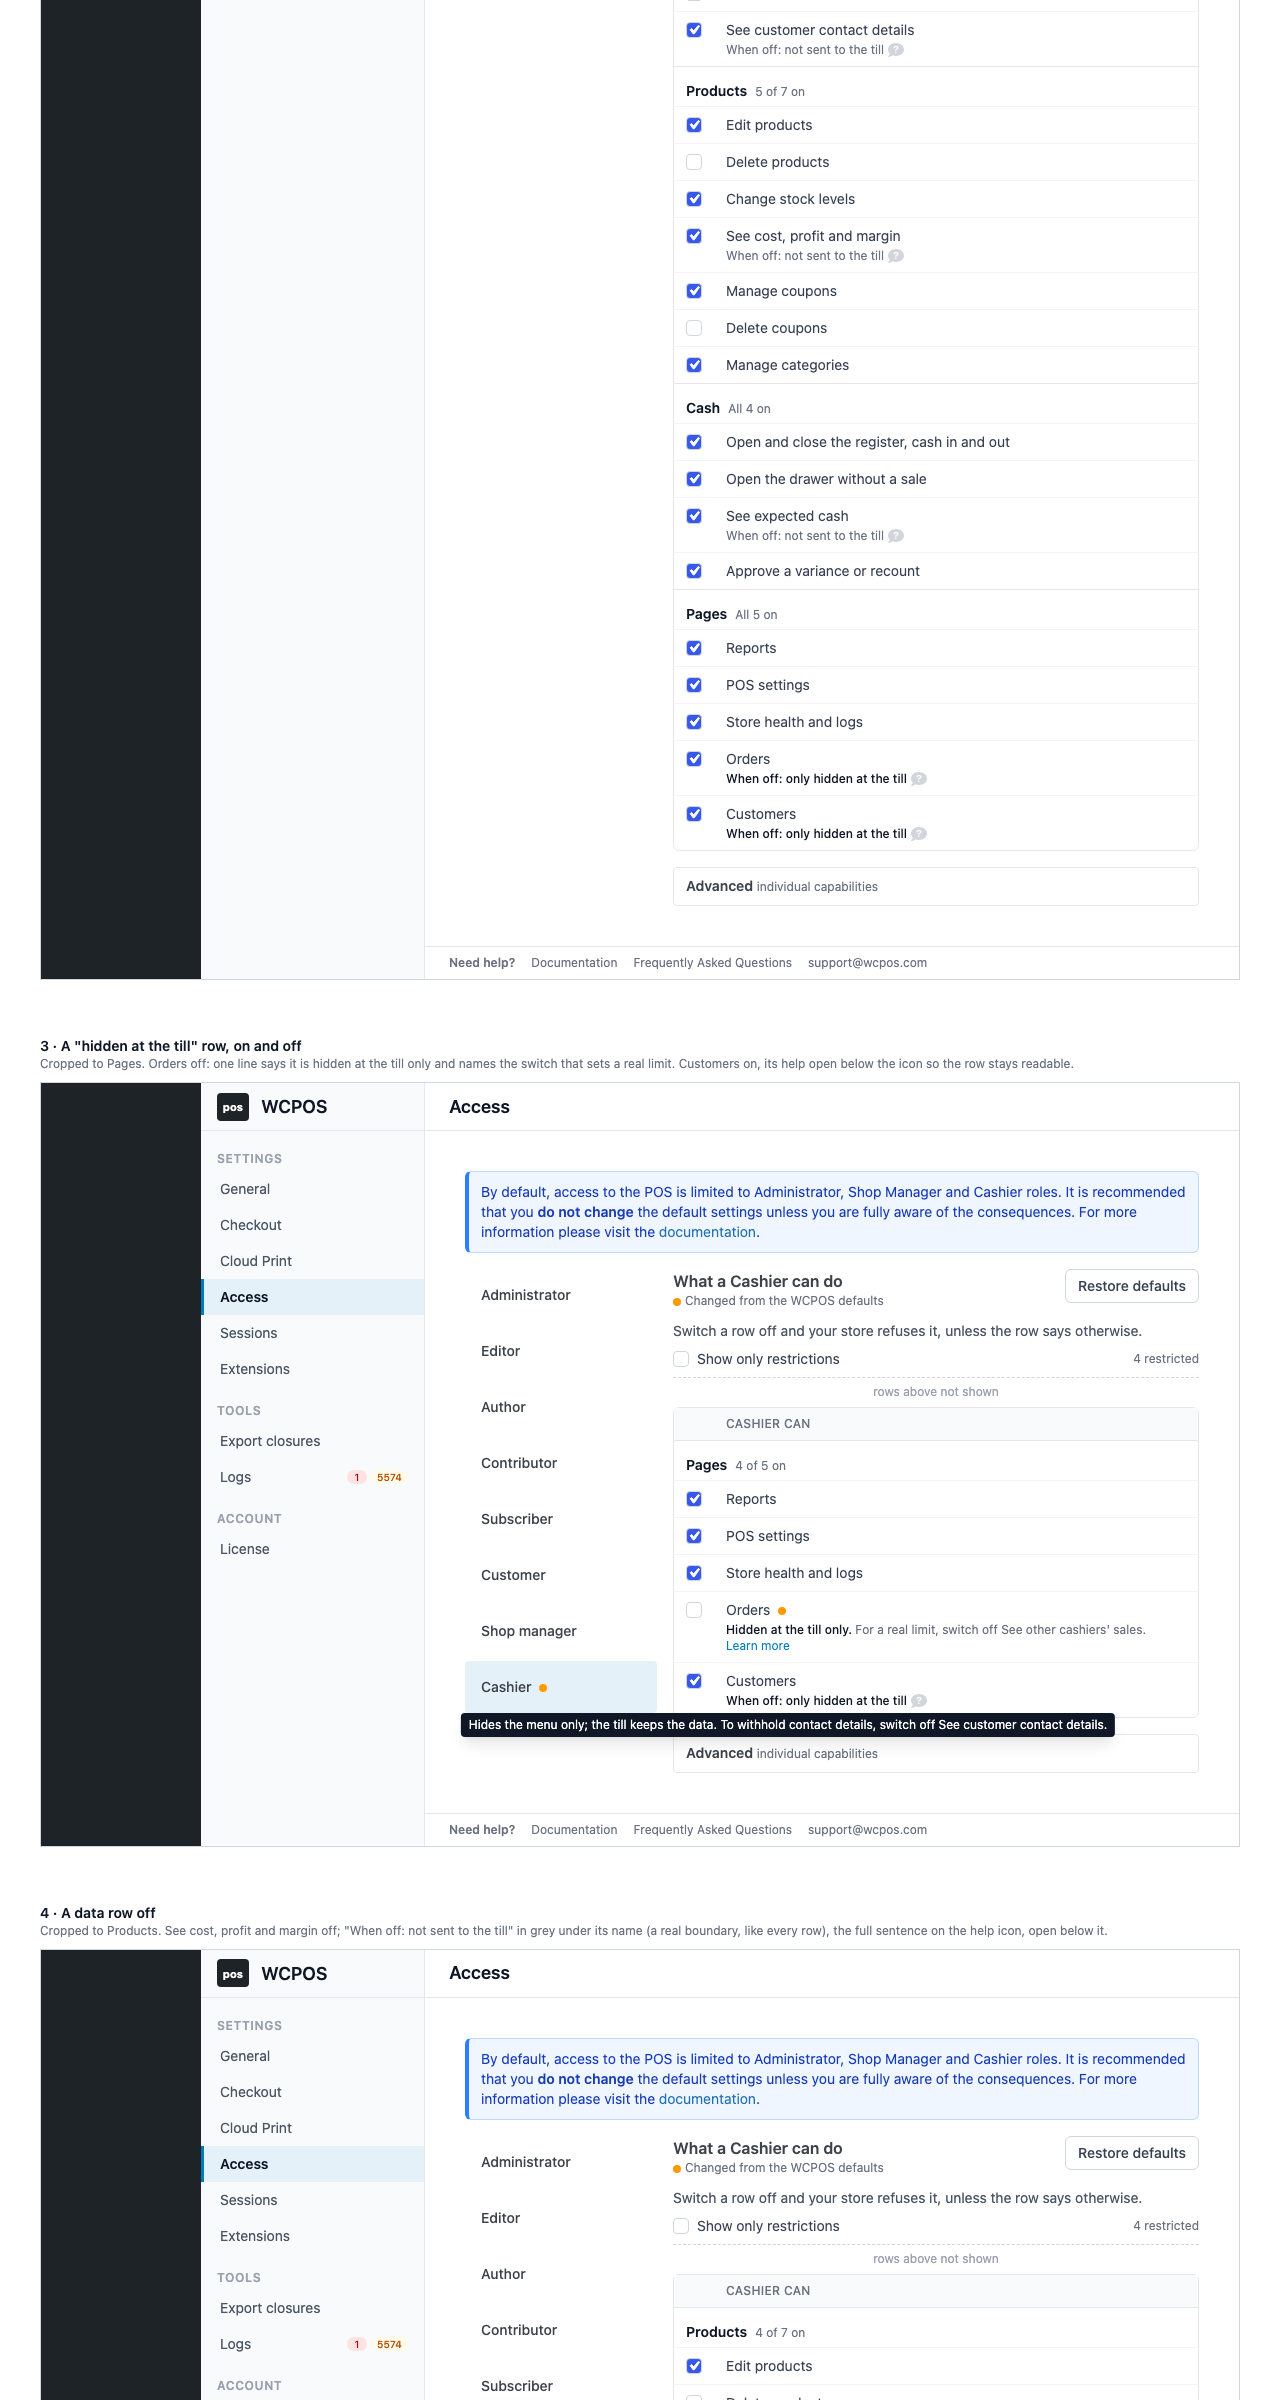 See customer contact details
When off: not sent to the till ?
Products 5 of 7 on
Edit products
Delete products
Change stock levels
See cost, profit and margin
When off: not sent to the till ?
Manage coupons
Delete coupons
Manage categories
Cash All 4 on
Open and close the register, cash in and out
Open the drawer without a sale
See expected cash
When off: not sent to the till ?
Approve a variance or recount
Pages All 5 on
Reports
POS settings
Store health and logs
Orders
When off: only hidden at the till ?
Customers
When off: only hidden at the till ?
Advanced individual capabilities
Need help? Documentation Frequently Asked Questions support@wcpos.com
3 · A "hidden at the till" row, on and off
Cropped to Pages. Orders off: one line says it is hidden at the till only and names the switch that sets a real limit. Customers on, its help open below the icon so the row stays readable.
pos WCPOS
Access
SETTINGS
General
Checkout
Cloud Print
Access
Sessions
Extensions
TOOLS
Export closures
Logs 1 5574
ACCOUNT
License
By default, access to the POS is limited to Administrator, Shop Manager and Cashier roles. It is recommended
that you do not change the default settings unless you are fully aware of the consequences. For more
information please visit the documentation.
Administrator
Editor
Author
Contributor
Subscriber
Customer
Shop manager
Cashier
What a Cashier can do
Changed from the WCPOS defaults
Restore defaults
Switch a row off and your store refuses it, unless the row says otherwise.
Show only restrictions 4 restricted
rows above not shown
CASHIER CAN
Pages 4 of 5 on
Reports
POS settings
Store health and logs
Orders
Hidden at the till only. For a real limit, switch off See other cashiers' sales.
Learn more
Customers
When off: only hidden at the till ?
Hides the menu only; the till keeps the data. To withhold contact details, switch off See customer contact details.
Advanced individual capabilities
Need help? Documentation Frequently Asked Questions support@wcpos.com
4 · A data row off
Cropped to Products. See cost, profit and margin off; "When off: not sent to the till" in grey under its name (a real boundary, like every row), the full sentence on the help icon, open below it.
pos WCPOS
Access
SETTINGS
General
Checkout
Cloud Print
Access
Sessions
Extensions
TOOLS
Export closures
Logs 1 5574
ACCOUNT
By default, access to the POS is limited to Administrator, Shop Manager and Cashier roles. It is recommended
that you do not change the default settings unless you are fully aware of the consequences. For more
information please visit the documentation.
Administrator
Editor
Author
Contributor
Subscriber
What a Cashier can do
Changed from the WCPOS defaults
Restore defaults
Switch a row off and your store refuses it, unless the row says otherwise.
Show only restrictions 4 restricted
rows above not shown
CASHIER CAN
Products 4 of 7 on
Edit products